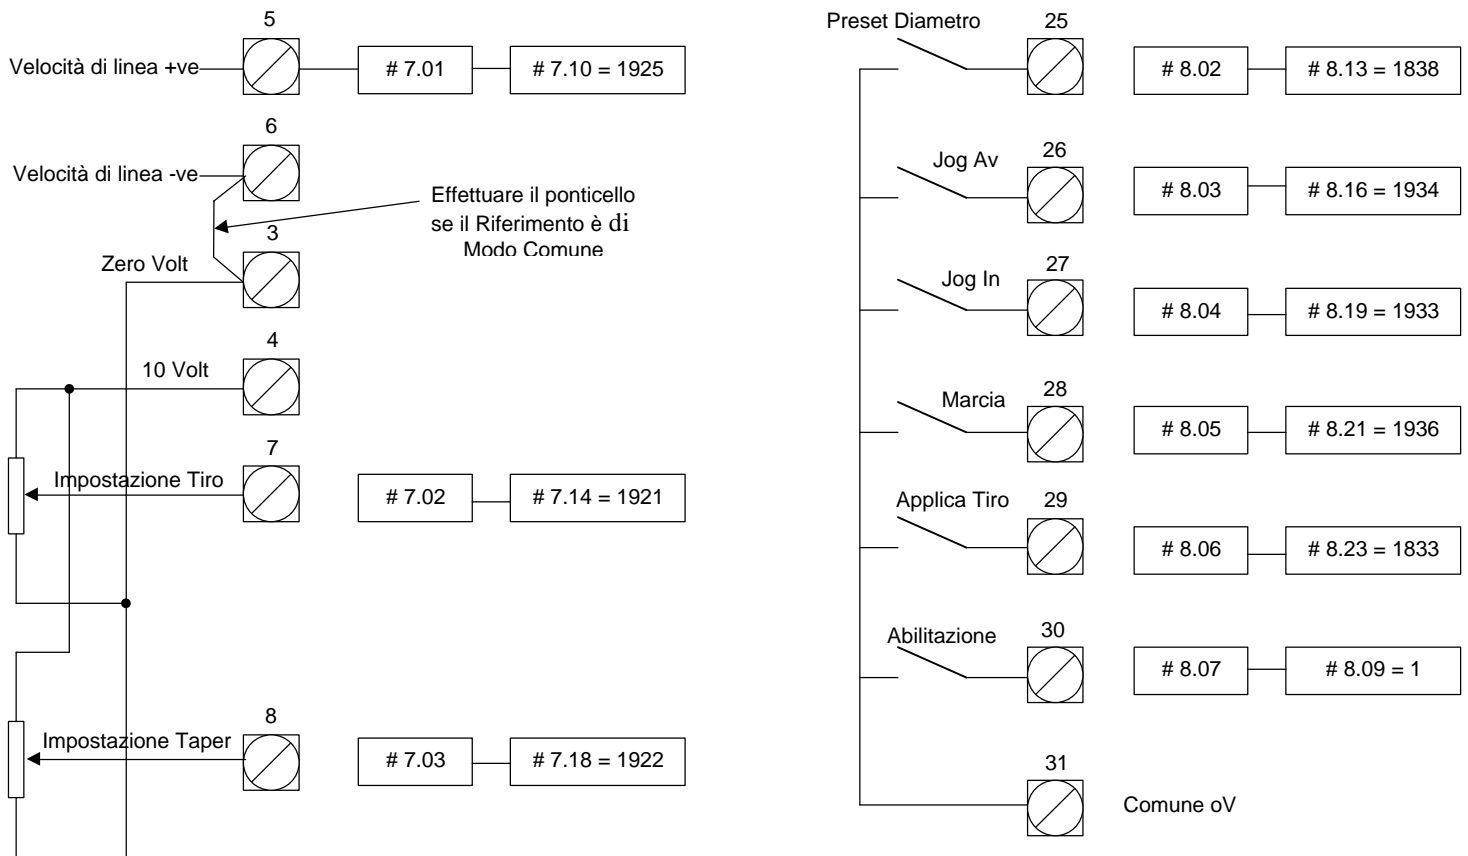 5
Velocità di linea +ve
# 7.01
# 7.10 = 1925
6
Velocità di linea -ve
Effettuare il ponticello
se il Riferimento è di
Modo Comune
3
Zero Volt
4
10 Volt
7
Impostazione Tiro
# 7.02
# 7.14 = 1921
8
Impostazione Taper
# 7.03
# 7.18 = 1922
Preset Diametro
25
# 8.02
# 8.13 = 1838
Jog Av
26
# 8.03
# 8.16 = 1934
Jog In
27
# 8.04
# 8.19 = 1933
Marcia
28
# 8.05
# 8.21 = 1936
Applica Tiro
29
# 8.06
# 8.23 = 1833
Abilitazione
30
# 8.07
# 8.09 = 1
31
Comune oV